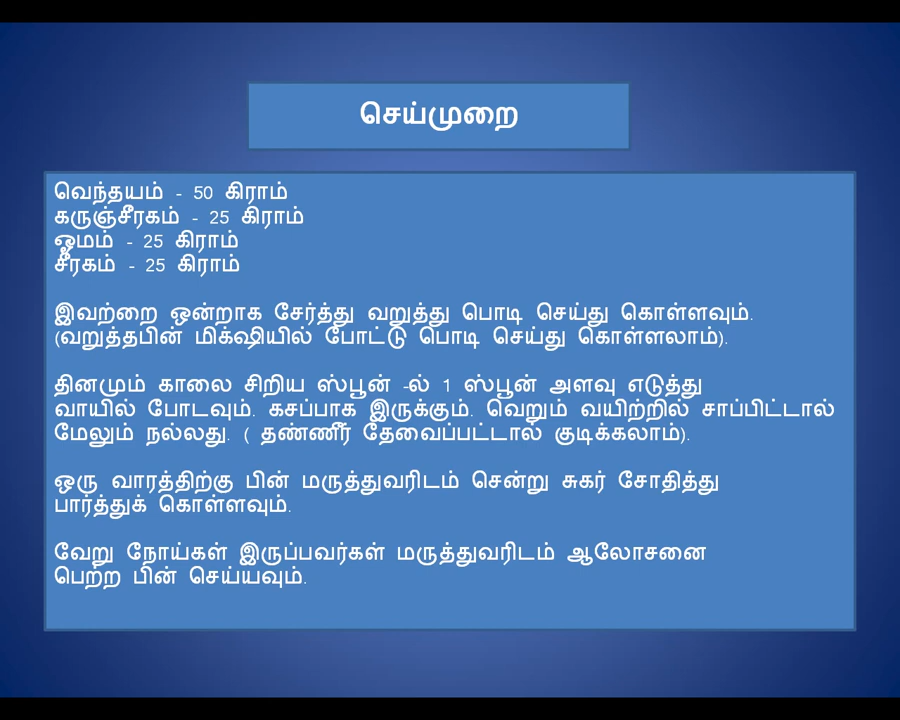 செய்முறை
வெந்தயம் - 50 கிராம்
கருஞ்சீரகம் - 25 கிராம்
ஓமம் - 25 கிராம்
சீரகம் - 25 கிராம்
இவற்றை ஒன்றாக சேர்த்து வறுத்து பொடி செய்து கொள்ளவும்.
(வறுத்தபின் மிக்ஷியில் போட்டு பொடி செய்து கொள்ளலாம்).
தினமும் காலை சிறிய ஸ்பூன் -ல் 1 ஸ்பூன் அளவு எடுத்து
வாயில் போடவும். கசப்பாக இருக்கும். வெறும் வயிற்றில் சாப்பிட்டால்
மேலும் நல்லது. ( தண்ணீர் தேவைப்பட்டால் குடிக்கலாம்).
ஒரு வாரத்திற்கு பின் மருத்துவரிடம் சென்று சுகர் சோதித்து
பார்த்துக் கொள்ளவும்.
வேறு நோய்கள் இருப்பவர்கள் மருத்துவரிடம் ஆலோசனை
பெற்ற பின் செய்யவும்.